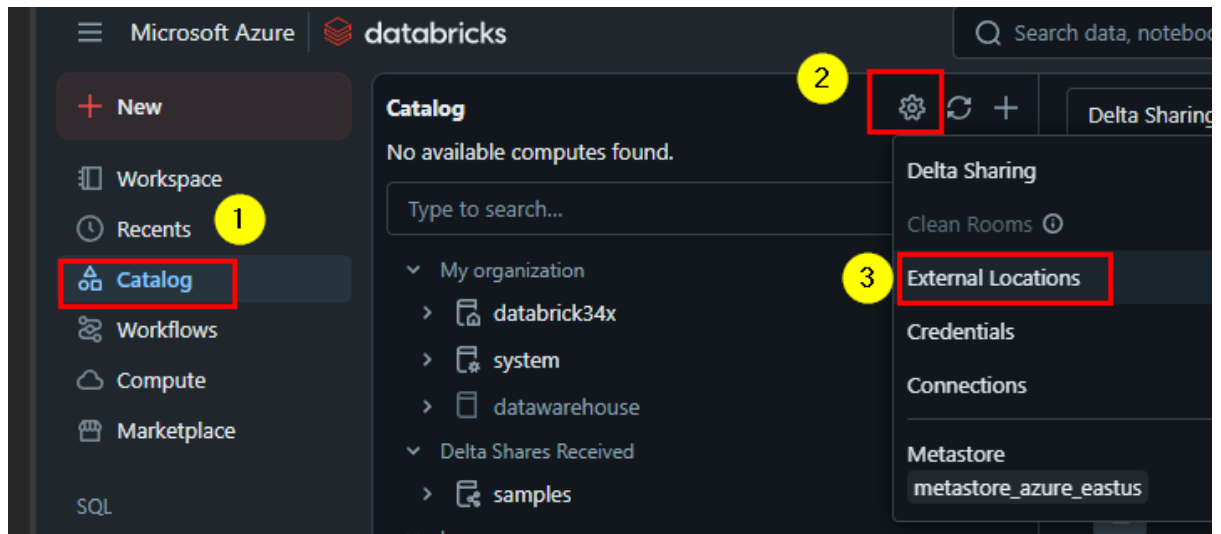 Microsoft Azure databricks Search data, notebooks
New
Workspace
Recents
1
Catalog
Workflows
Compute
Marketplace
SQL
Catalog
2
No available computes found.
Type to search...
My organization
databrick34x
system
datawarehouse
Delta Shares Received
samples
Delta Sharing
Delta Sharing
Clean Rooms
3
External Locations
Credentials
Connections
Metastore
metastore_azure_eastus